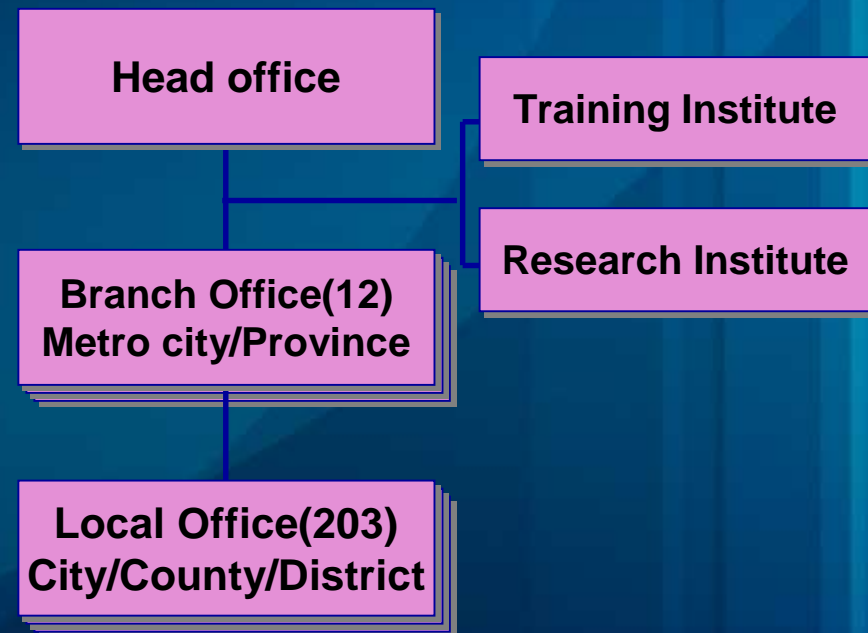 Head office
Training Institute
Research Institute
Branch Office(12)
Metro city/Province
Local Office(203)
City/County/District